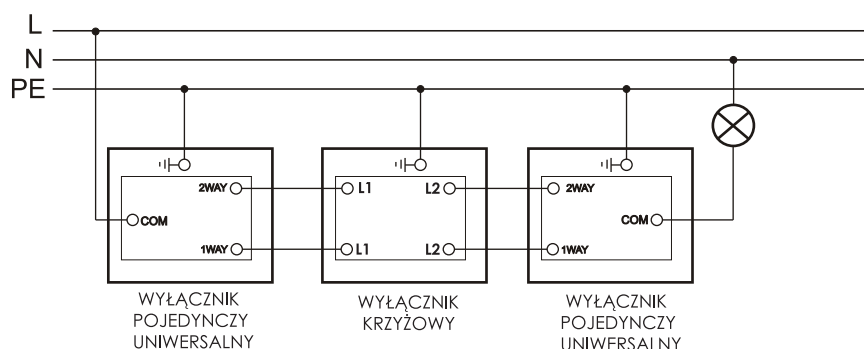 L
N
PE
2WAY L1 L2 2WAY
COM COM
1WAY L1 L2 1WAY
WYŁĄCZNIK
POJEDYNCZY
UNIWERSALNY
WYŁĄCZNIK
KRZYŻOWY
WYŁĄCZNIK
POJEDYNCZY
UNIWERSALNY